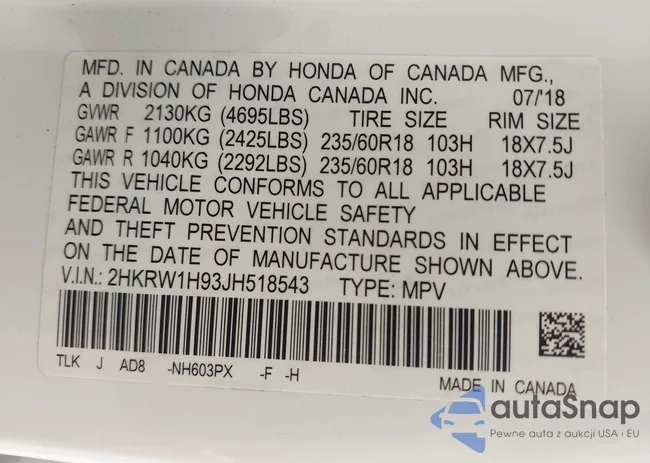 MFD. IN CANADA BY HONDA OF CANADA MFG.,
A DIVISION OF HONDA CANADA INC. 07/'18
GVWR 2130KG (4695LBS) TIRE SIZE RIM SIZE
GAWR F 1100KG (2425LBS) 235/60R18 103H 18X7.5J
GAWR R 1040KG (2292LBS) 235/60R18 103H 18X7.5J
THIS VEHICLE CONFORMS TO ALL APPLICABLE
FEDERAL MOTOR VEHICLE SAFETY
AND THEFT PREVENTION STANDARDS IN EFFECT
ON THE DATE OF MANUFACTURE SHOWN ABOVE.
V.I.N.: 2HKRW1H93JH518543 TYPE: MPV
TLK J AD8 -NH603PX -F -H
MADE IN CANADA
autaSnap
Pewne auta z aukcji USA i EU